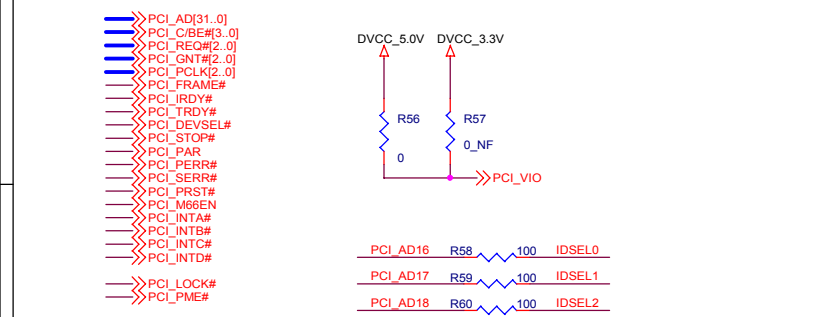 PCI_AD[31..0]
PCI_C/BE#[3..0]
PCI_REQ#[2..0]
PCI_GNT#[2..0]
PCI_PCLK[2..0]
PCI_FRAME#
PCI_IRDY#
PCI_TRDY#
PCI_DEVSEL#
PCI_STOP#
PCI_PAR
PCI_PERR#
PCI_SERR#
PCI_PRST#
PCI_M66EN
PCI_INTA#
PCI_INTB#
PCI_INTC#
PCI_INTD#
PCI_LOCK#
PCI_PME#
DVCC_5.0V DVCC_3.3V
R56 R57
0 0_NF
PCI_VIO
PCI_AD16 R58 100 IDSEL0
PCI_AD17 R59 100 IDSEL1
PCI_AD18 R60 100 IDSEL2